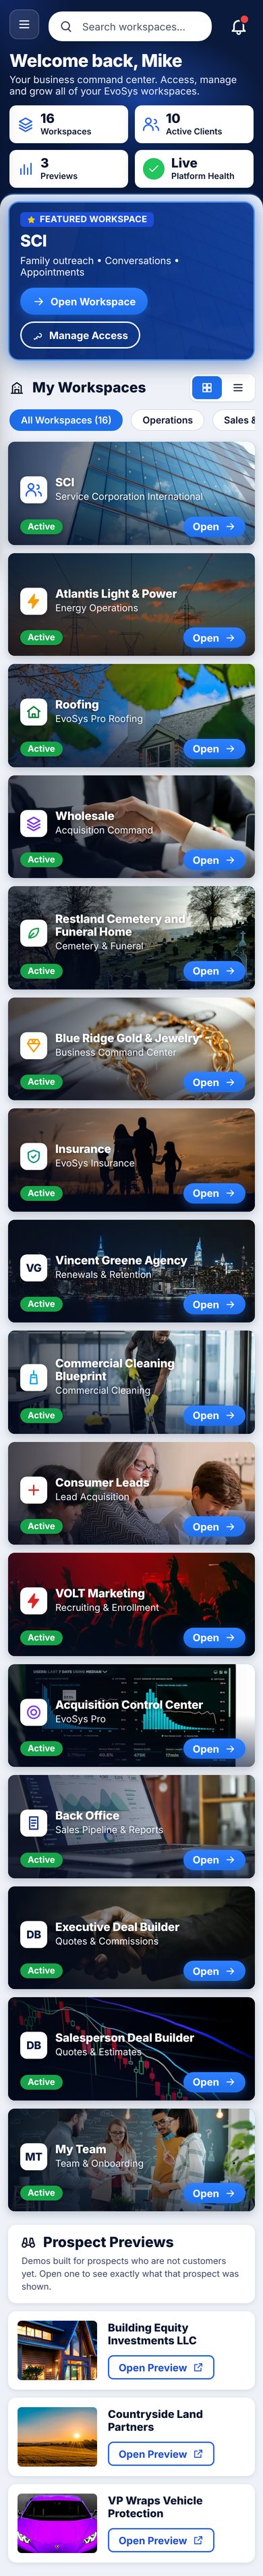 Search workspaces...
Welcome back, Mike
Your business command center. Access, manage
and grow all of your EvoSys workspaces.
16
Workspaces
10
Active Clients
3
Previews
Live
Platform Health
FEATURED WORKSPACE
SCI
Family outreach • Conversations •
Appointments
Open Workspace
Manage Access
My Workspaces
All Workspaces (16)
Operations
Sales &
SCI
Service Corporation International
Active
Open
Atlantis Light & Power
Energy Operations
Active
Open
Roofing
EvoSys Pro Roofing
Active
Open
Wholesale
Acquisition Command
Active
Open
Restland Cemetery and
Funeral Home
Cemetery & Funeral
Active
Open
Blue Ridge Gold & Jewelry
Business Command Center
Active
Open
Insurance
EvoSys Insurance
Active
Open
VG
Vincent Greene Agency
Renewals & Retention
Active
Open
Commercial Cleaning
Blueprint
Commercial Cleaning
Active
Open
Consumer Leads
Lead Acquisition
Active
Open
VOLT Marketing
Recruiting & Enrollment
Active
Open
Acquisition Control Center
EvoSys Pro
Active
Open
Back Office
Sales Pipeline & Reports
Active
Open
DB
Executive Deal Builder
Quotes & Commissions
Active
Open
DB
Salesperson Deal Builder
Quotes & Estimates
Active
Open
MT
My Team
Team & Onboarding
Active
Open
Prospect Previews
Demos built for prospects who are not customers
yet. Open one to see exactly what that prospect was
shown.
Building Equity
Investments LLC
Open Preview
Countryside Land
Partners
Open Preview
VP Wraps Vehicle
Protection
Open Preview